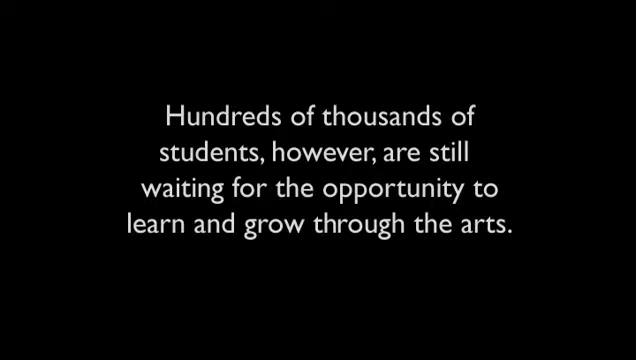 Hundreds of thousands of
students, however, are still
waiting for the opportunity to
learn and grow through the arts.